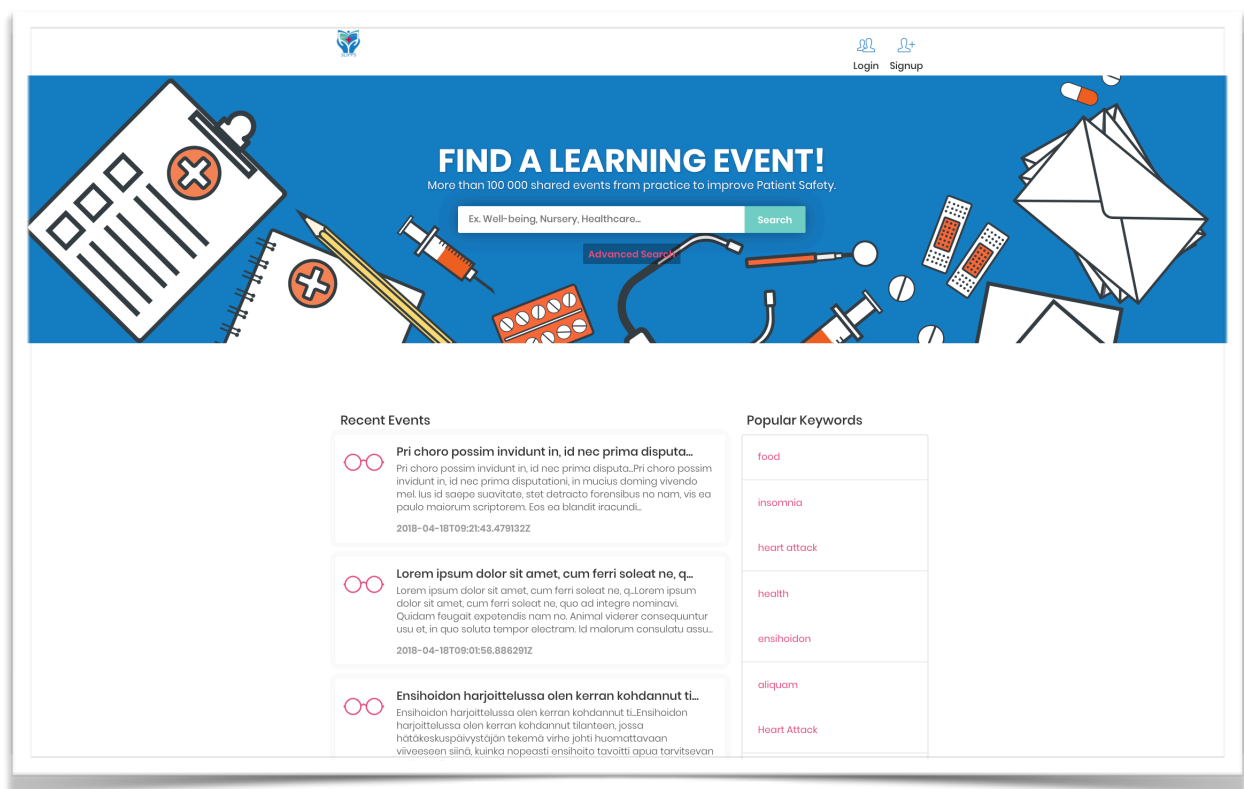 SLIPPS
Login Signup
FIND A LEARNING EVENT!
More than 100 000 shared events from practice to improve Patient Safety.
Ex. Well-being, Nursery, Healthcare... Search
Advanced Search
Recent Events
Pri choro possim invidunt in, id nec prima disputa...
Pri choro possim invidunt in, id nec prima disputa...Pri choro possim
invidunt in, id nec prima disputationi, in mucius doming vivendo
mel. Ius id saepe suavitate, stet detracto forensibus no nam, vis ea
paulo maiorum scriptorem. Eos ea blandit iracundi...
2018-04-18T09:21:43.479132Z
Lorem ipsum dolor sit amet, cum ferri soleat ne, q...
Lorem ipsum dolor sit amet, cum ferri soleat ne, q...Lorem ipsum
dolor sit amet, cum ferri soleat ne, quo ad integre nominavi.
Quidam feugait expetendis nam no. Animal viderer consequuntur
usu et, in quo soluta tempor electram. Id malorum consulatu assu...
2018-04-18T09:01:56.886291Z
Ensihoidon harjoittelussa olen kerran kohdannut ti...
Ensihoidon harjoittelussa olen kerran kohdannut ti...Ensihoidon
harjoittelussa olen kerran kohdannut tilanteen, jossa
hätäkeskuspäivystäjän tekemä virhe johti huomattavaan
viiveeseen siinä, kuinka nopeasti ensihoito tavoitti apua tarvitsevan
Popular Keywords
food
insomnia
heart attack
health
ensihoidon
aliquam
Heart Attack